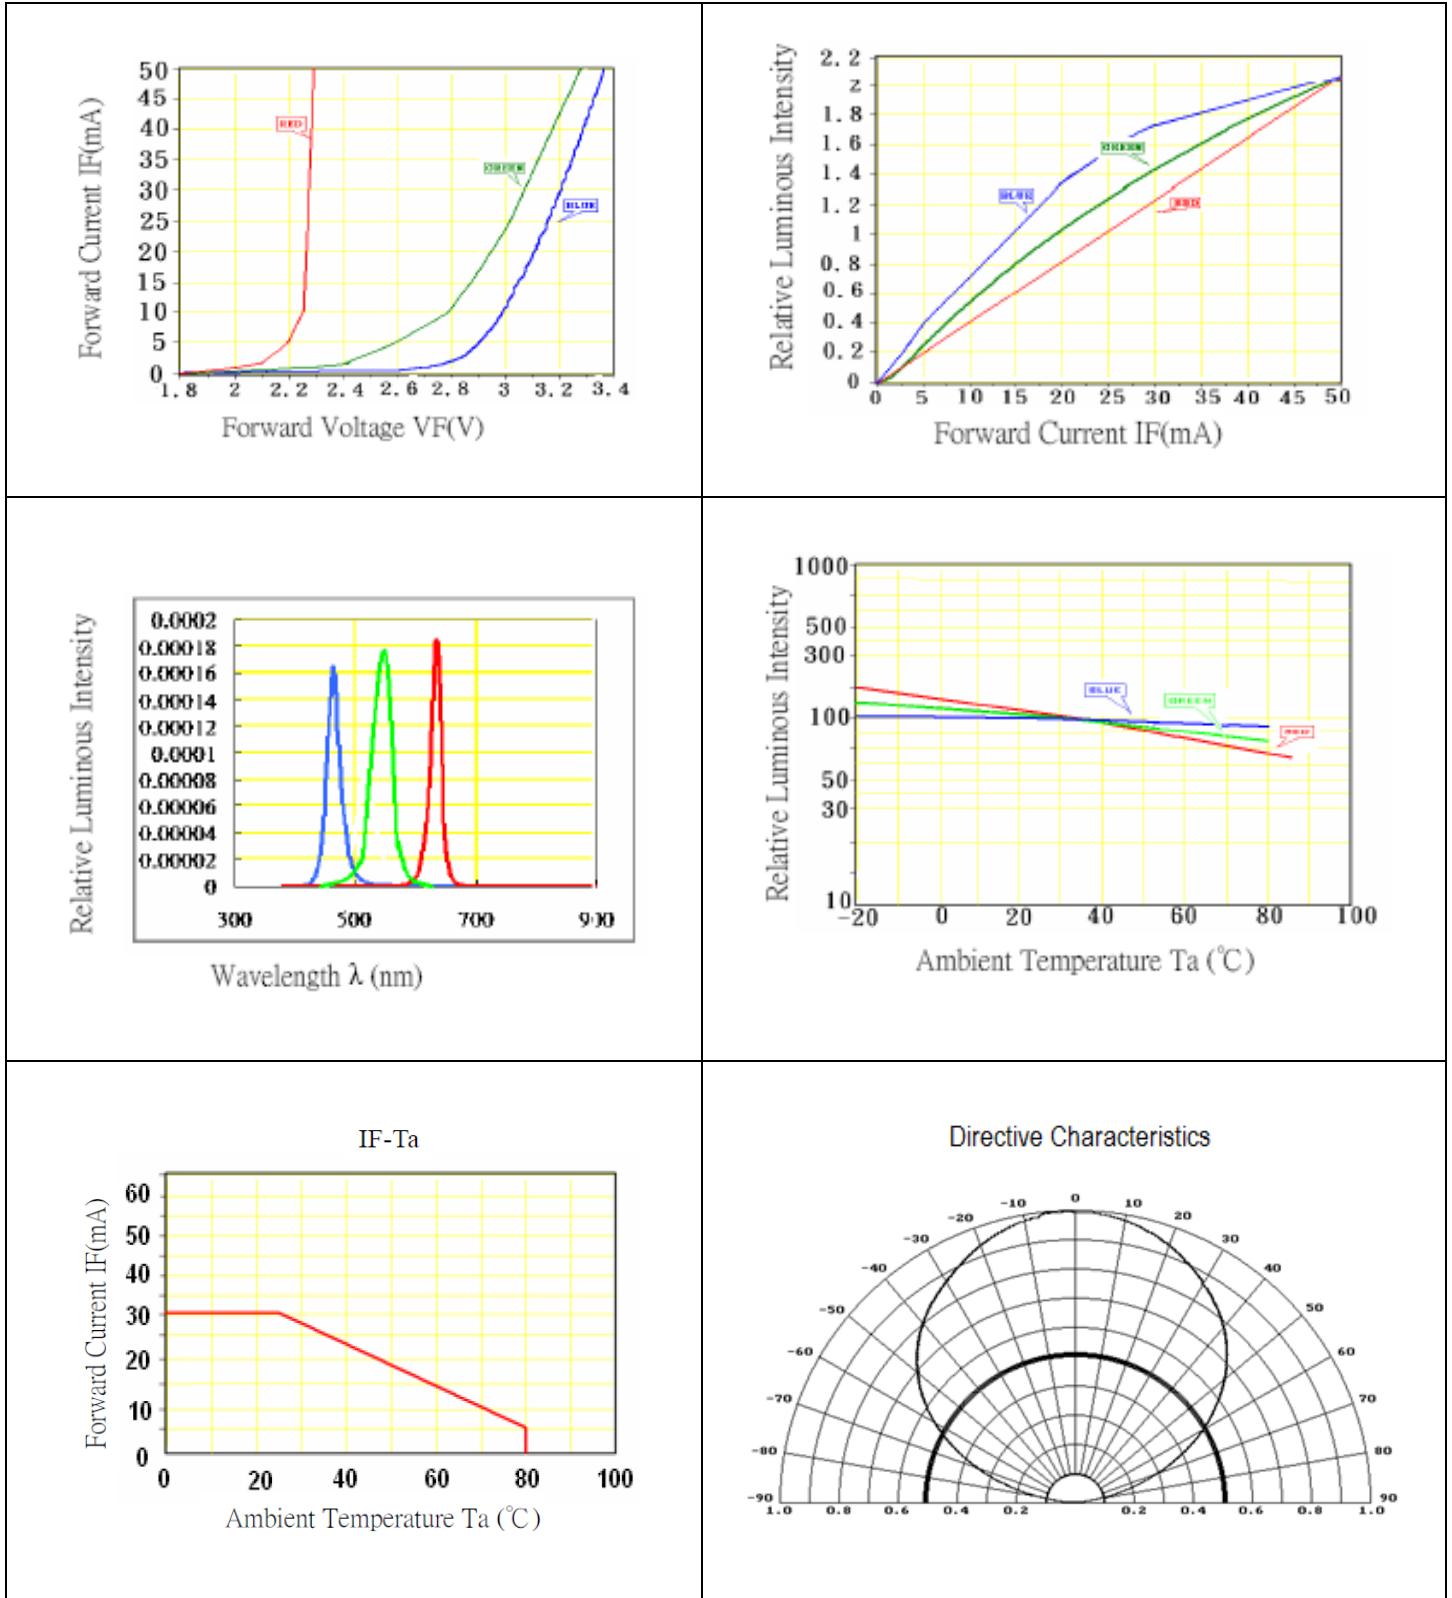 Forward Current IF(mA)
50
45
40
35
30
25
20
15
10
5
0
RED
GREEN
BLUE
1.8 2 2.2 2.4 2.6 2.8 3 3.2 3.4
Forward Voltage VF(V)
Relative Luminous Intensity
2.2
2
1.8
1.6
1.4
1.2
1
0.8
0.6
0.4
0.2
0
BLUE
GREEN
RED
0 5 10 15 20 25 30 35 40 45 50
Forward Current IF(mA)
Relative Luminous Intensity
0.0002
0.00018
0.00016
0.00014
0.00012
0.0001
0.00008
0.00006
0.00004
0.00002
0
300 500 700 900
Wavelength λ (nm)
Relative Luminous Intensity
1000
500
300
100
50
30
10
BLUE
GREEN
RED
-20 0 20 40 60 80 100
Ambient Temperature Ta (℃)
IF-Ta
Forward Current IF(mA)
60
50
40
30
20
10
0
0 20 40 60 80 100
Ambient Temperature Ta (℃)
Directive Characteristics
-90 -80 -70 -60 -50 -40 -30 -20 -10 0 10 20 30 40 50 60 70 80 90
1.0 0.8 0.6 0.4 0.2 0.2 0.4 0.6 0.8 1.0